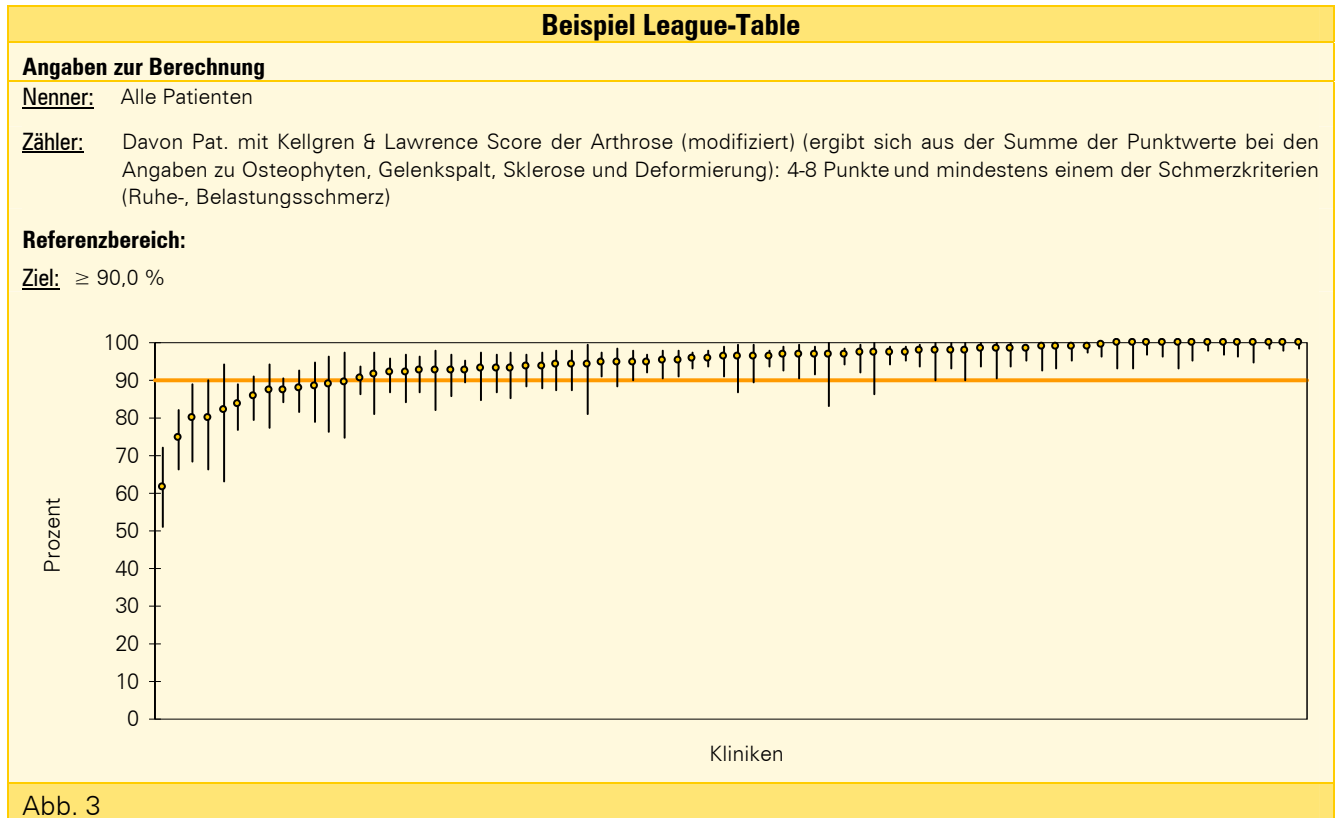 Beispiel League-Table
Angaben zur Berechnung
Nenner: Alle Patienten
Zähler: Davon Pat. mit Kellgren & Lawrence Score der Arthrose (modifiziert) (ergibt sich aus der Summe der Punktwerte bei den
Angaben zu Osteophyten, Gelenkspalt, Sklerose und Deformierung): 4-8 Punkte und mindestens einem der Schmerzkriterien
(Ruhe-, Belastungsschmerz)
Referenzbereich:
Ziel: ≥ 90,0 %
100
90
80
70
60
50
40
30
20
10
0
Prozent
Kliniken
Abb. 3